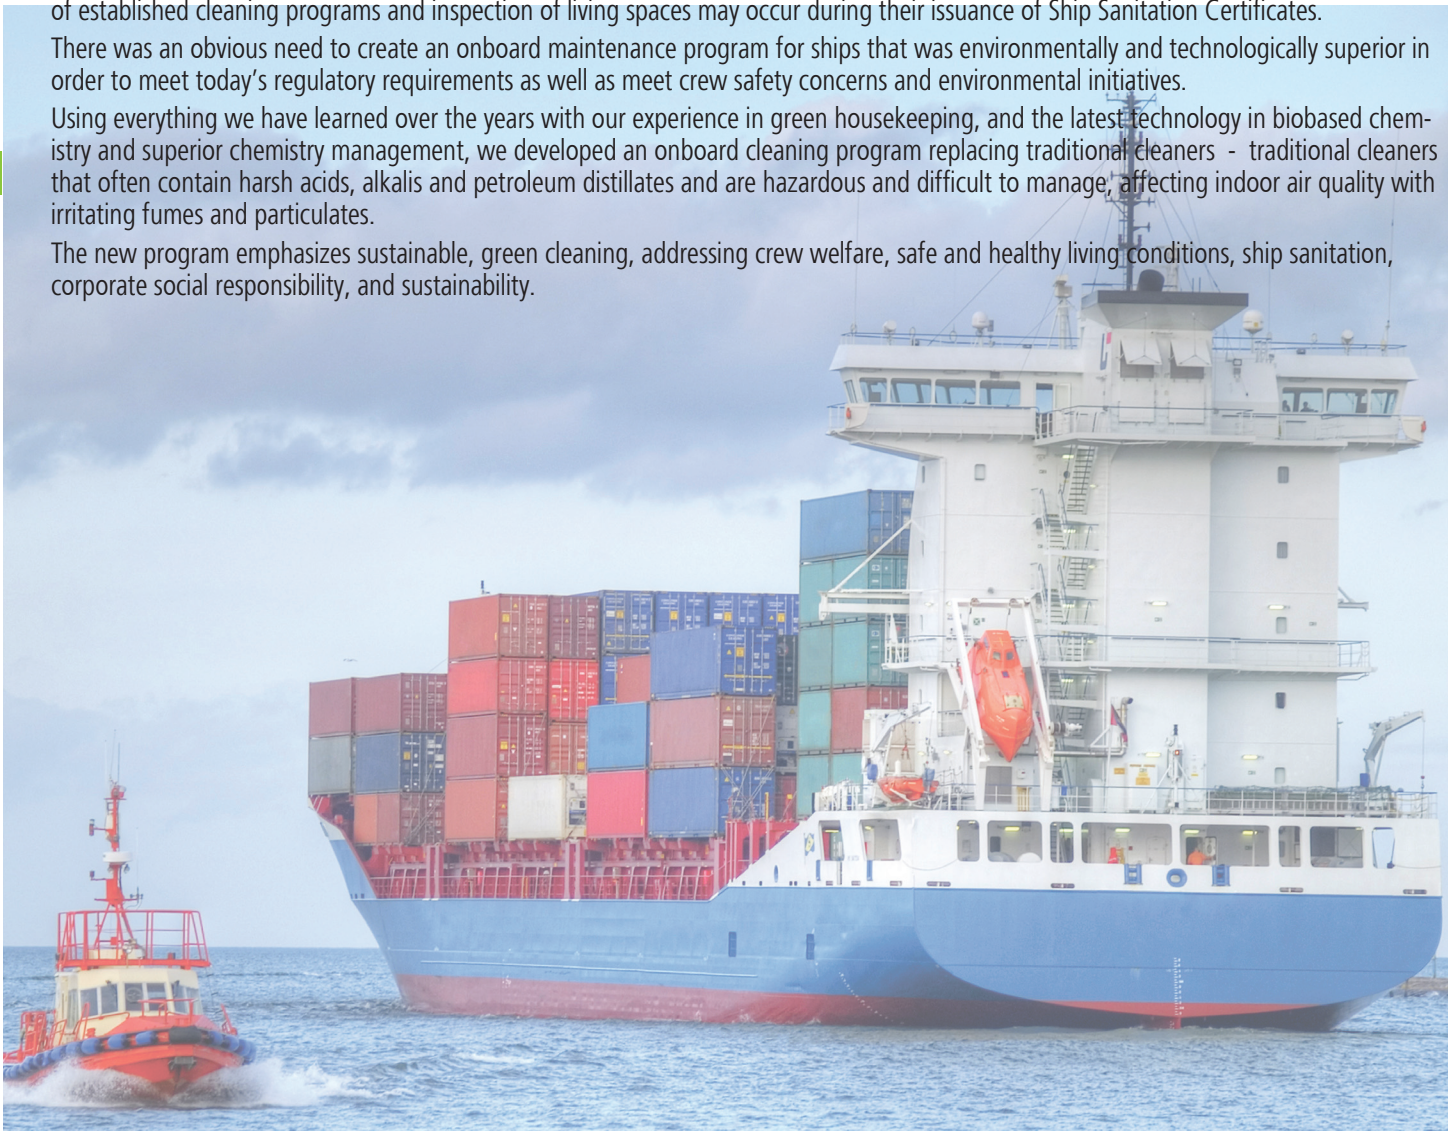 of established cleaning programs and inspection of living spaces may occur during their issuance of Ship Sanitation Certificates.
There was an obvious need to create an onboard maintenance program for ships that was environmentally and technologically superior in
order to meet today's regulatory requirements as well as meet crew safety concerns and environmental initiatives.
Using everything we have learned over the years with our experience in green housekeeping, and the latest technology in biobased chem-
istry and superior chemistry management, we developed an onboard cleaning program replacing traditional cleaners - traditional cleaners
that often contain harsh acids, alkalis and petroleum distillates and are hazardous and difficult to manage, affecting indoor air quality with
irritating fumes and particulates.
The new program emphasizes sustainable, green cleaning, addressing crew welfare, safe and healthy living conditions, ship sanitation,
corporate social responsibility, and sustainability.